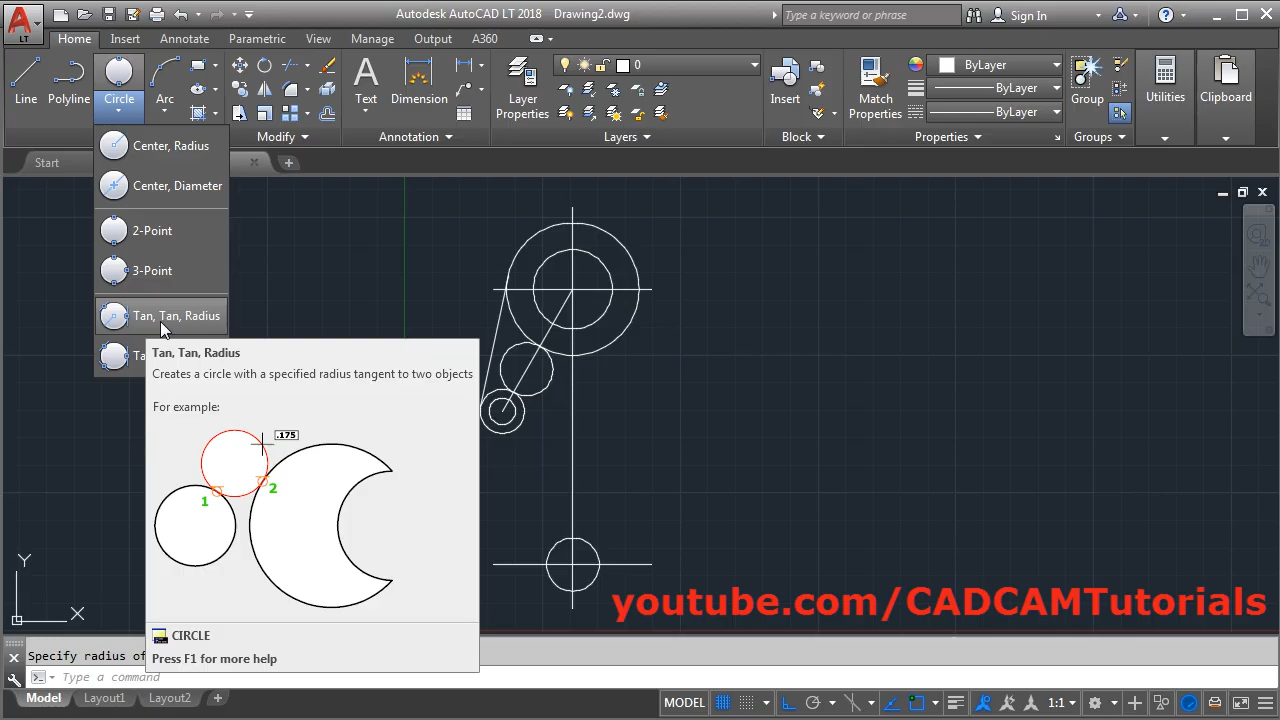 Autodesk AutoCAD LT 2018 Drawing2.dwg
Type a keyword or phrase
Sign In
LT
Home Insert Annotate Parametric View Manage Output A360
Line
Polyline
Circle
Arc
Text
Dimension
Layer
Properties
0
Insert
Match
Properties
ByLayer
ByLayer
ByLayer
Group
Utilities
Clipboard
Modify
Annotation
Layers
Block
Properties
Groups
Start
Center, Radius
Center, Diameter
2-Point
3-Point
Tan, Tan, Radius
Ta
Tan, Tan, Radius
Creates a circle with a specified radius tangent to two objects
For example:
.175
1
2
CIRCLE
Press F1 for more help
Y
X
youtube.com/CADCAMTutorials
Specify radius of
Type a command
Model Layout1 Layout2
MODEL
1:1